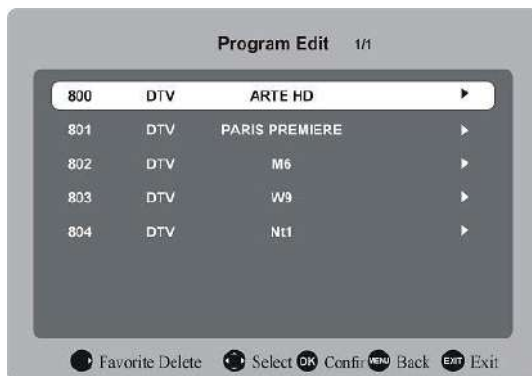 Program Edit 1/1
800 DTV ARTE HD
801 DTV PARIS PREMIERE
802 DTV M6
803 DTV W9
804 DTV Nt1
Favorite Delete Select OK Confir MENU Back EXIT Exit